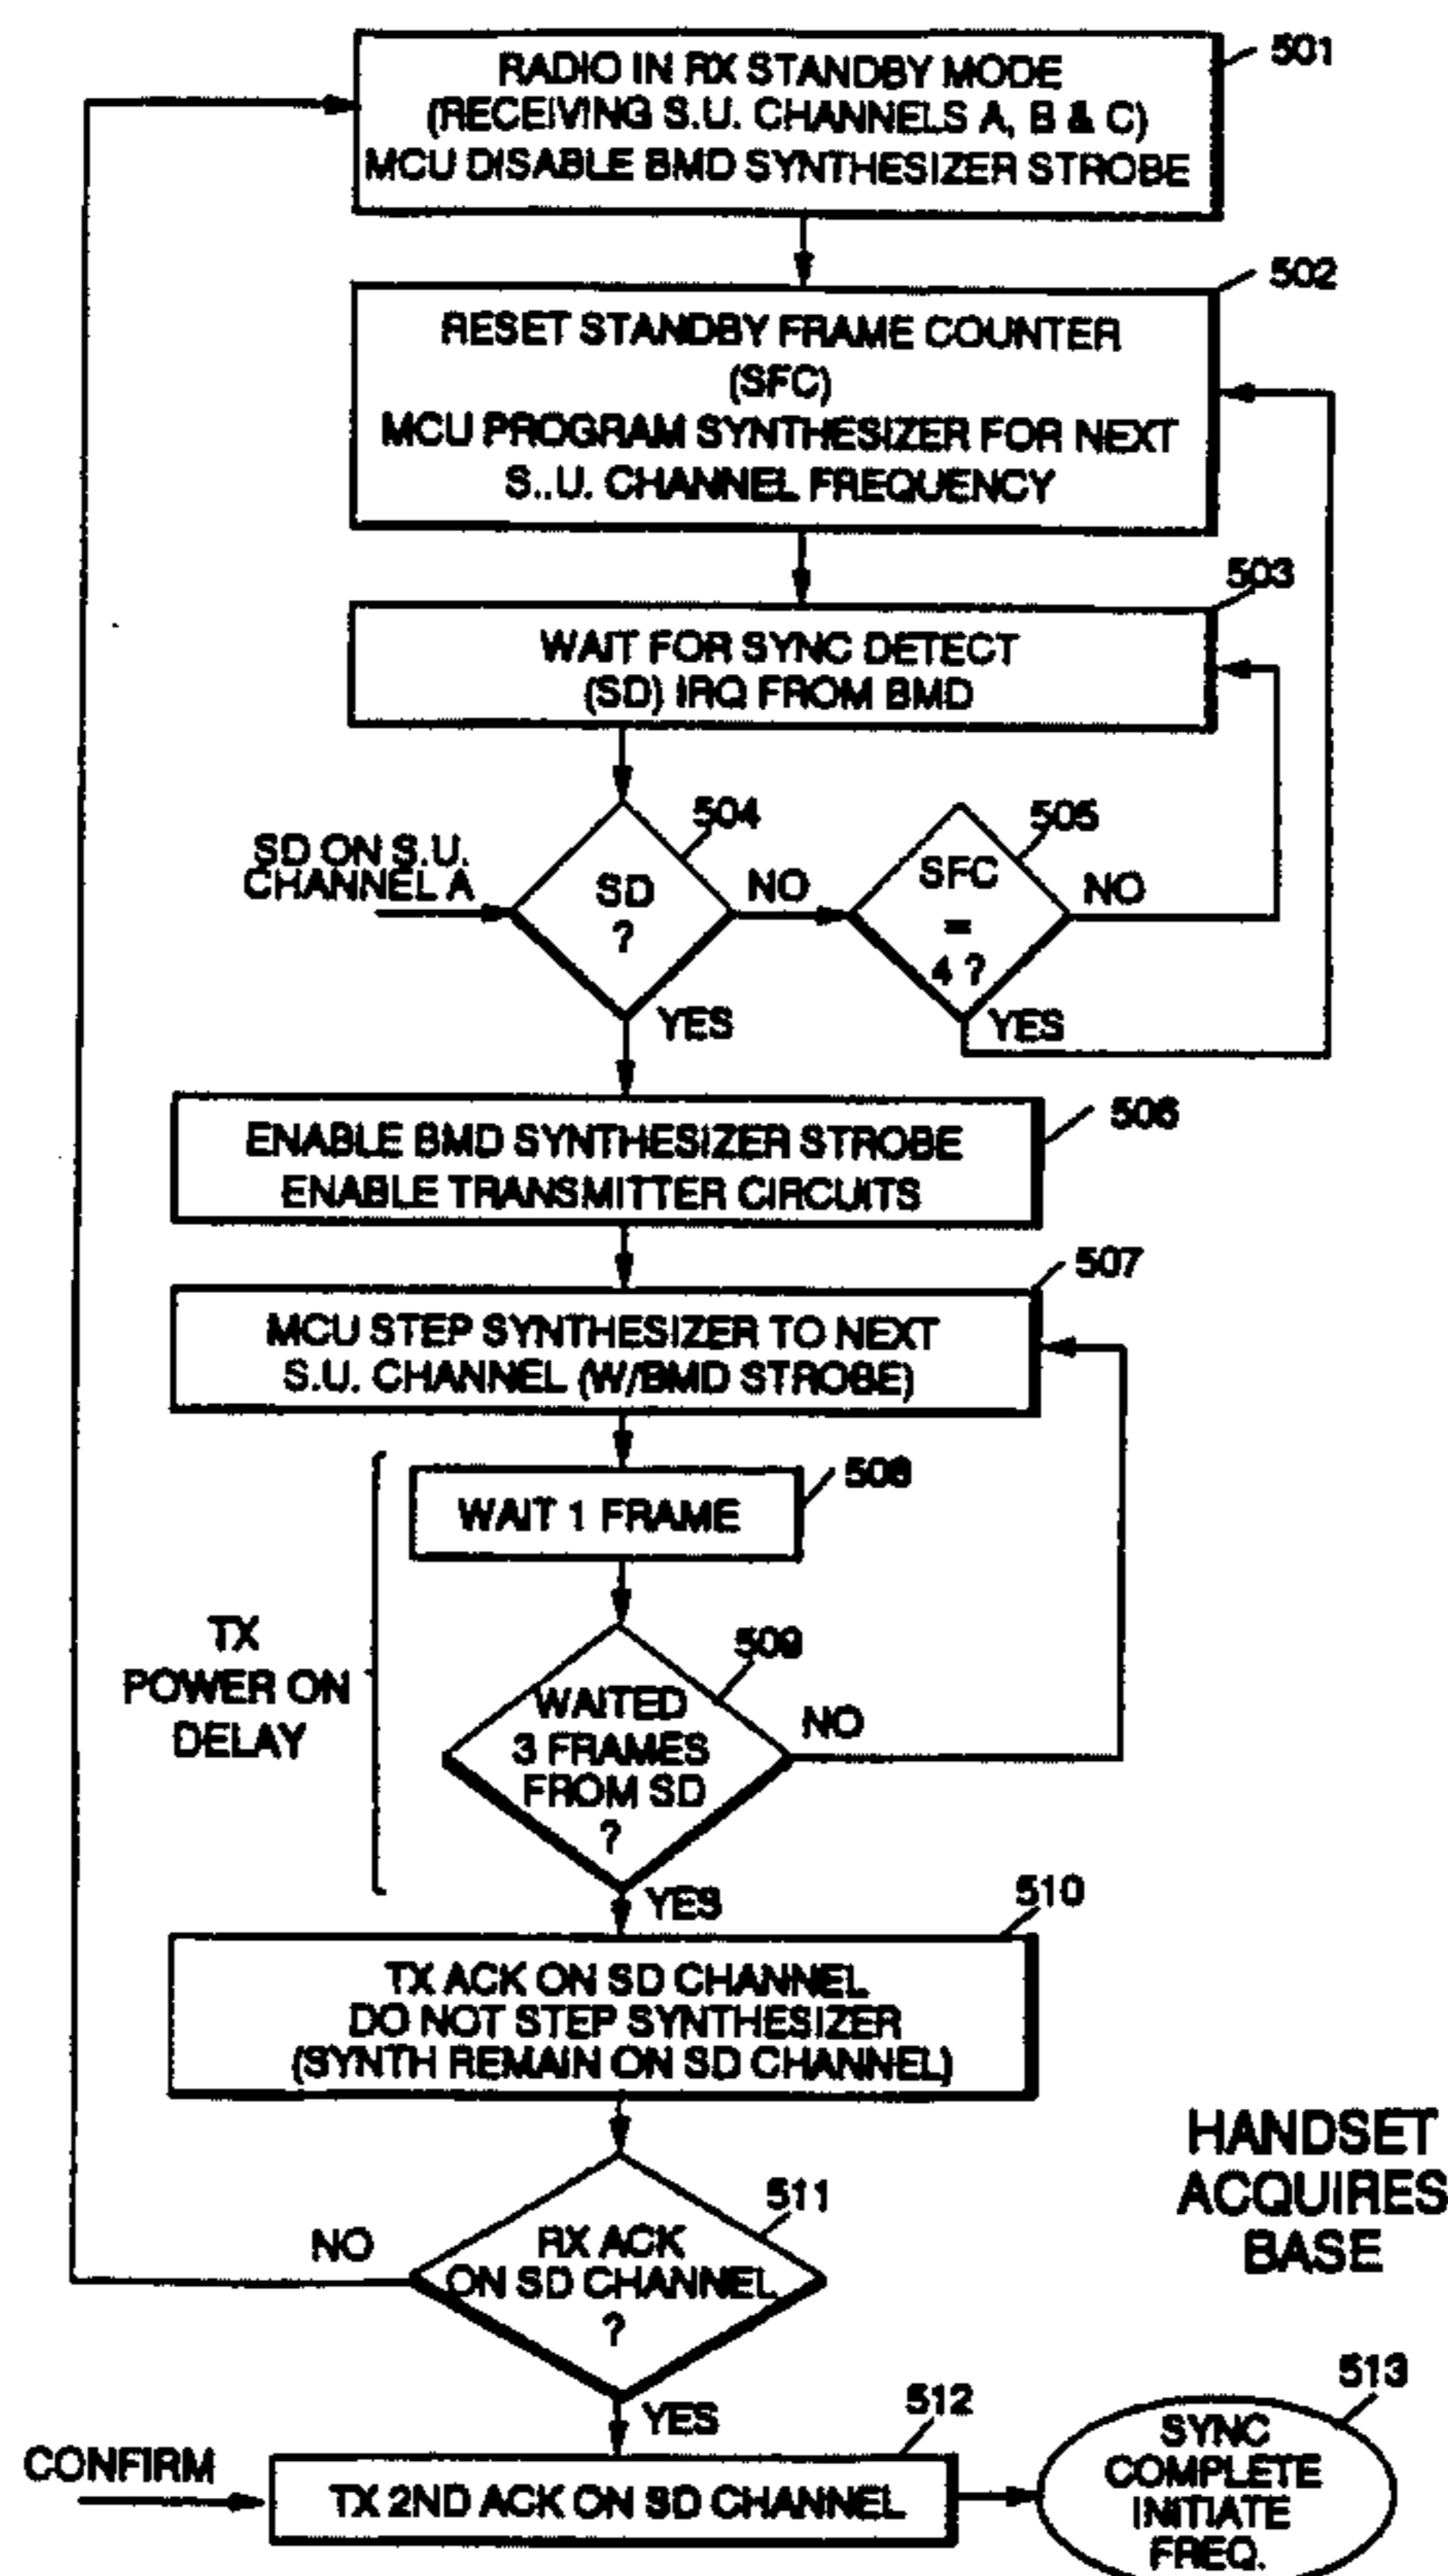 RADIO IN RX STANDBY MODE
(RECEIVING S.U. CHANNELS A, B & C)
MCU DISABLE BMD SYNTHESIZER STROBE
501
RESET STANDBY FRAME COUNTER
(SFC)
MCU PROGRAM SYNTHESIZER FOR NEXT
S..U. CHANNEL FREQUENCY
502
WAIT FOR SYNC DETECT
(SD) IRQ FROM BMD
503
SD ON S.U.
CHANNEL A
SD
?
504
NO
YES
SFC
=
4 ?
505
NO
YES
ENABLE BMD SYNTHESIZER STROBE
ENABLE TRANSMITTER CIRCUITS
506
MCU STEP SYNTHESIZER TO NEXT
S.U. CHANNEL (W/BMD STROBE)
507
WAIT 1 FRAME
508
TX
POWER ON
DELAY
WAITED
3 FRAMES
FROM SD
?
509
NO
YES
TX ACK ON SD CHANNEL
DO NOT STEP SYNTHESIZER
(SYNTH REMAIN ON SD CHANNEL)
510
RX ACK
ON SD CHANNEL
?
511
NO
YES
HANDSET
ACQUIRES
BASE
CONFIRM
TX 2ND ACK ON SD CHANNEL
512
SYNC
COMPLETE
INITIATE
FREQ.
513